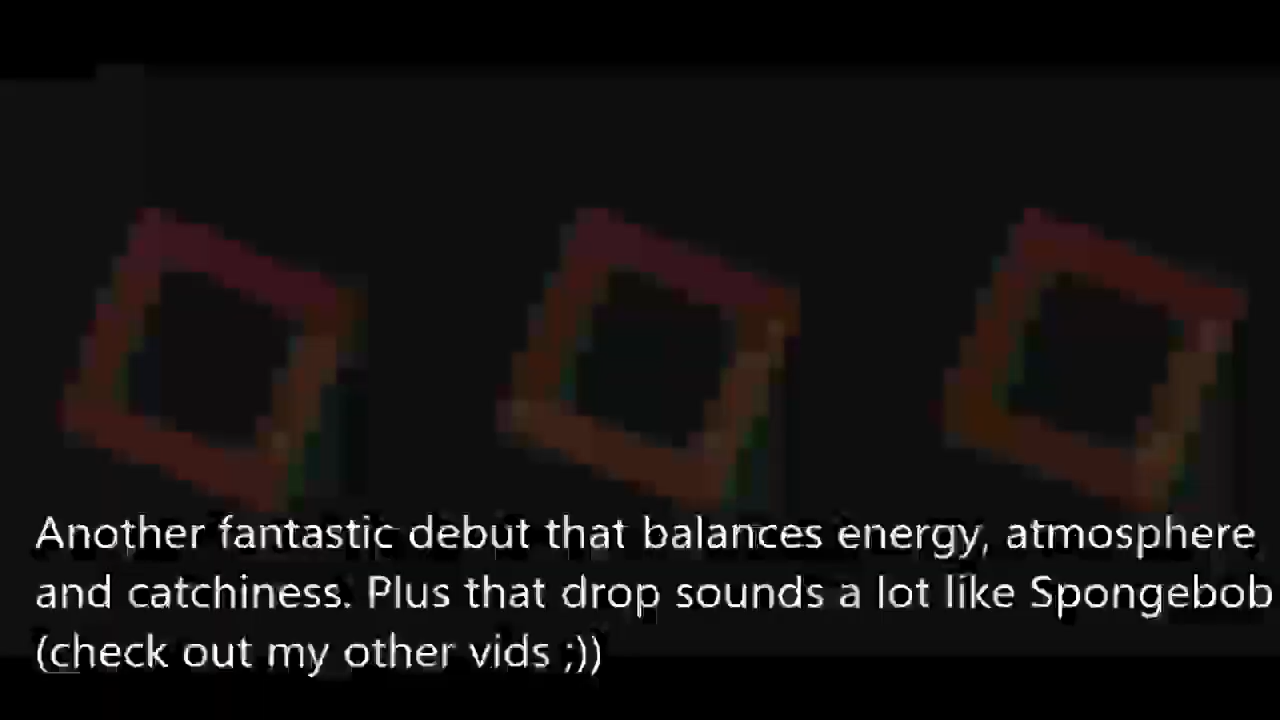 Another fantastic debut that balances energy, atmosphere
and catchiness. Plus that drop sounds a lot like Spongebob
(check out my other vids ;))